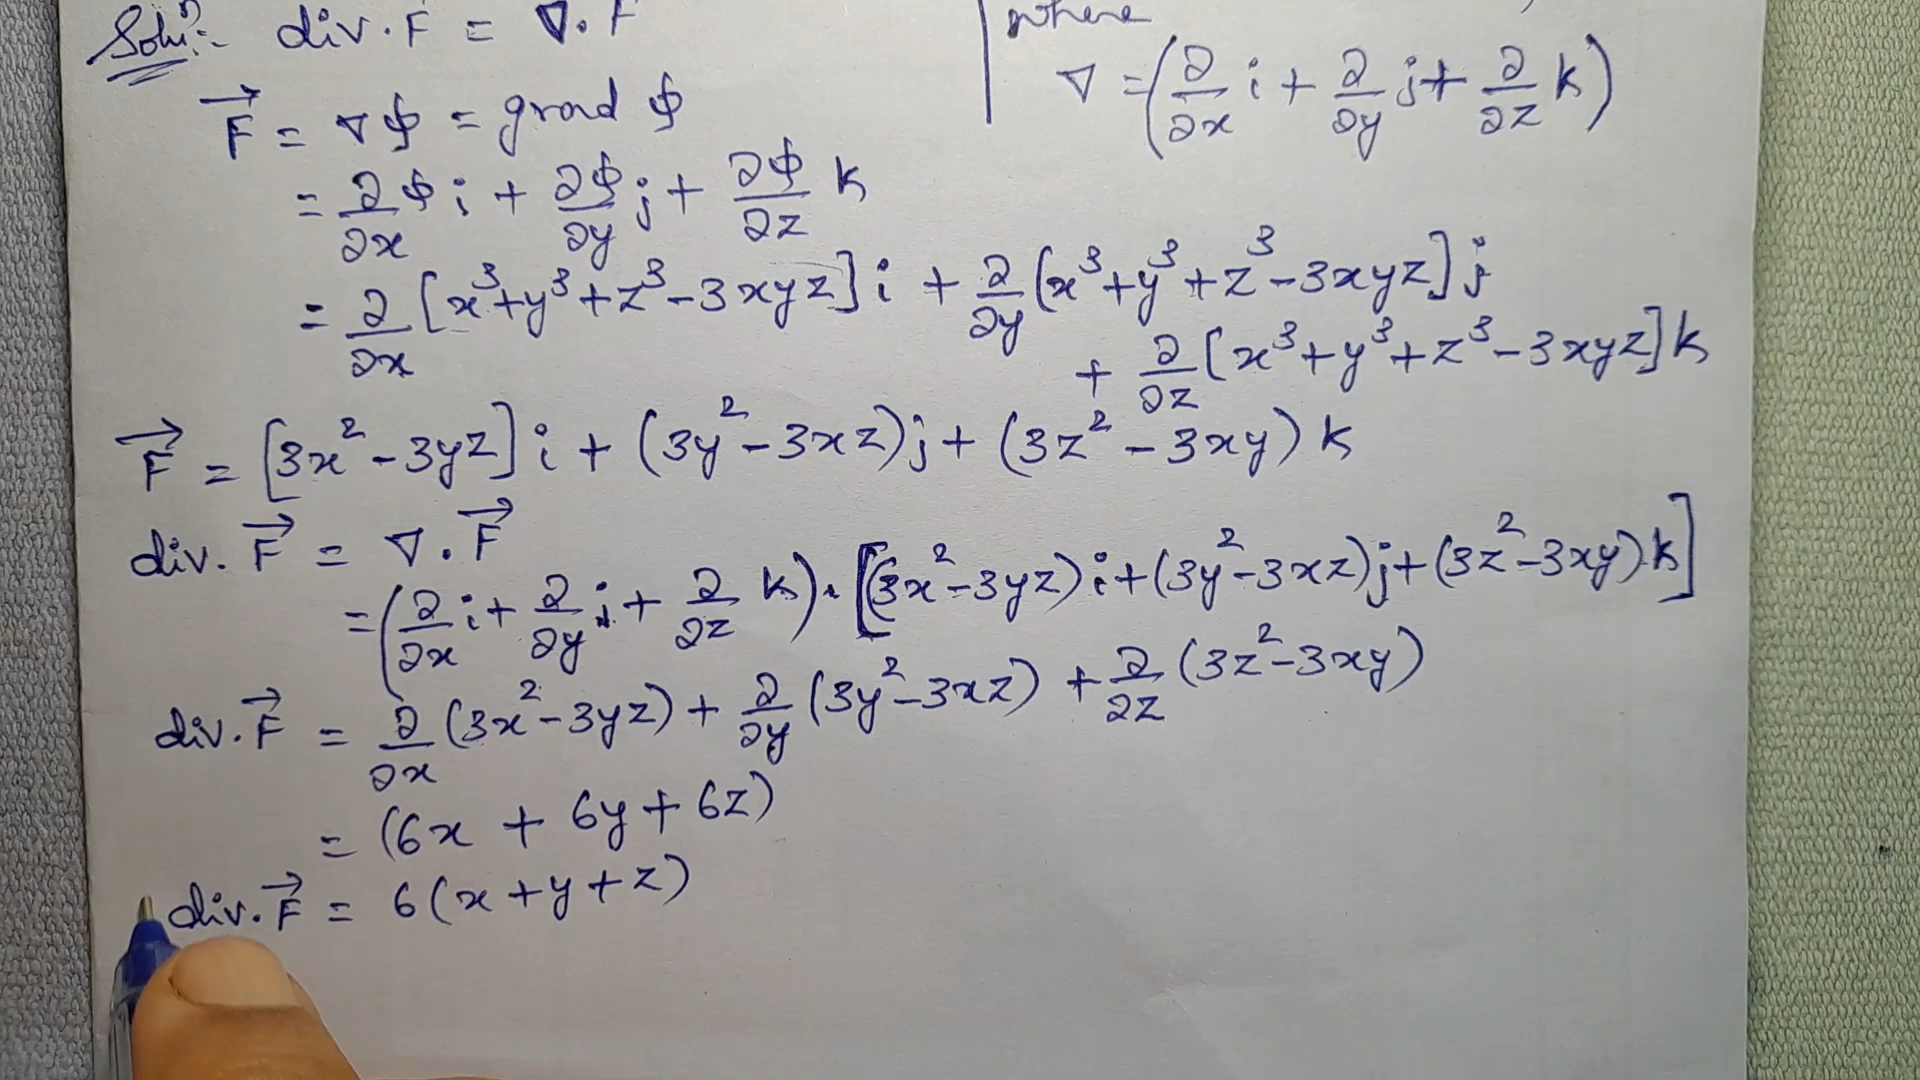 Soln:- div.F = ∇.F
where
∇ = (∂/∂x i + ∂/∂y j + ∂/∂z k)
F⃗ = ∇ϕ = grad ϕ
= ∂/∂x ϕ i + ∂ϕ/∂y j + ∂ϕ/∂z k
= ∂/∂x [x³+y³+z³-3xyz] i + ∂/∂y [x³+y³+z³-3xyz] j
+ ∂/∂z [x³+y³+z³-3xyz] k
F⃗ = [3x²-3yz] i + (3y²-3xz) j + (3z²-3xy) k
div.F⃗ = ∇.F⃗
= (∂/∂x i + ∂/∂y j + ∂/∂z k) . [(3x²-3yz) i + (3y²-3xz) j + (3z²-3xy) k]
div.F⃗ = ∂/∂x (3x²-3yz) + ∂/∂y (3y²-3xz) + ∂/∂z (3z²-3xy)
= (6x + 6y + 6z)
div.F⃗ = 6(x+y+z)